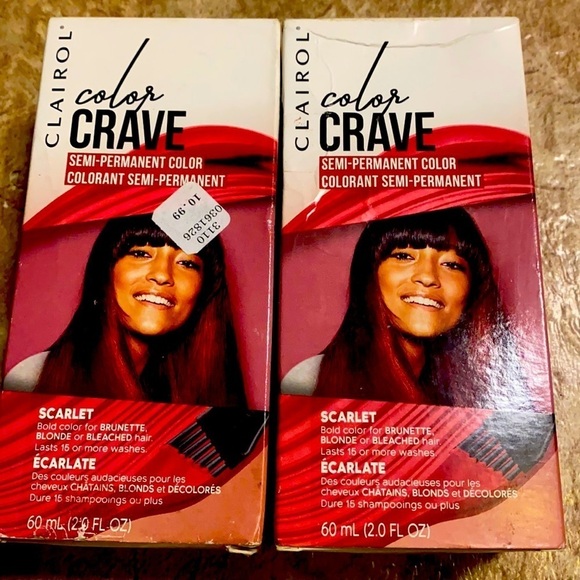 CLAIROL®
color
CRAVE
SEMI-PERMANENT COLOR
COLORANT SEMI-PERMANENT
3110
0361826
10.99
SCARLET
Bold color for BRUNETTE,
BLONDE or BLEACHED hair.
Lasts 15 or more washes.
ÉCARLATE
Des couleurs audacieuses pour les
cheveux CHÂTAINS, BLONDS et DÉCOLORÉS
Dure 15 shampooings ou plus
60 mL (2.0 FL OZ)
CLAIROL®
color
CRAVE
SEMI-PERMANENT COLOR
COLORANT SEMI-PERMANENT
SCARLET
Bold color for BRUNETTE,
BLONDE or BLEACHED hair.
Lasts 15 or more washes.
ÉCARLATE
Des couleurs audacieuses pour les
cheveux CHÂTAINS, BLONDS et DÉCOLORÉS
Dure 15 shampooings ou plus
60 mL (2.0 FL OZ)